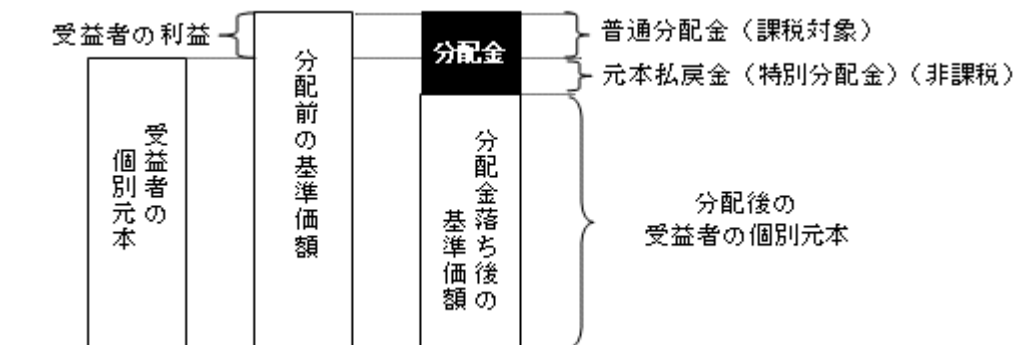 受益者の利益
分配金
普通分配金（課税対象）
元本払戻金（特別分配金）（非課税）
受益者の
個別元本
分配前の基準価額
分配金落ち後の
基準価額
分配後の
受益者の個別元本